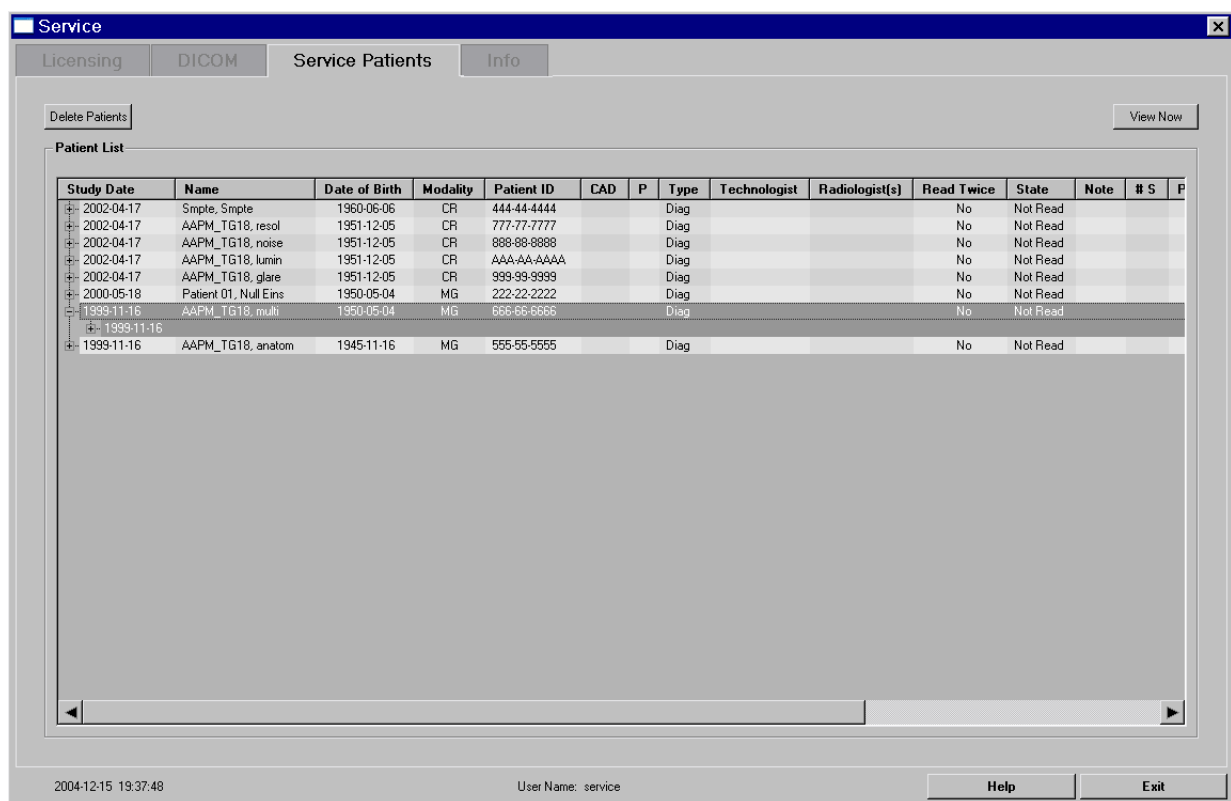 Service
Licensing DICOM Service Patients Info
Delete Patients View Now
Patient List
Study Date Name Date of Birth Modality Patient ID CAD P Type Technologist Radiologist(s) Read Twice State Note # S P
2002-04-17 Smpte, Smpte 1960-06-06 CR 444-44-4444 Diag No Not Read
2002-04-17 AAPM_TG18, resol 1951-12-05 CR 777-77-7777 Diag No Not Read
2002-04-17 AAPM_TG18, noise 1951-12-05 CR 888-88-8888 Diag No Not Read
2002-04-17 AAPM_TG18, lumin 1951-12-05 CR AAA-AA-AAAA Diag No Not Read
2002-04-17 AAPM_TG18, glare 1951-12-05 CR 999-99-9999 Diag No Not Read
2000-05-18 Patient 01, Null Eins 1950-05-04 MG 222-22-2222 Diag No Not Read
1999-11-16 AAPM_TG18, multi 1950-05-04 MG 666-66-6666 Diag No Not Read
1999-11-16
1999-11-16 AAPM_TG18, anatom 1945-11-16 MG 555-55-5555 Diag No Not Read
2004-12-15 19:37:48 User Name: service Help Exit